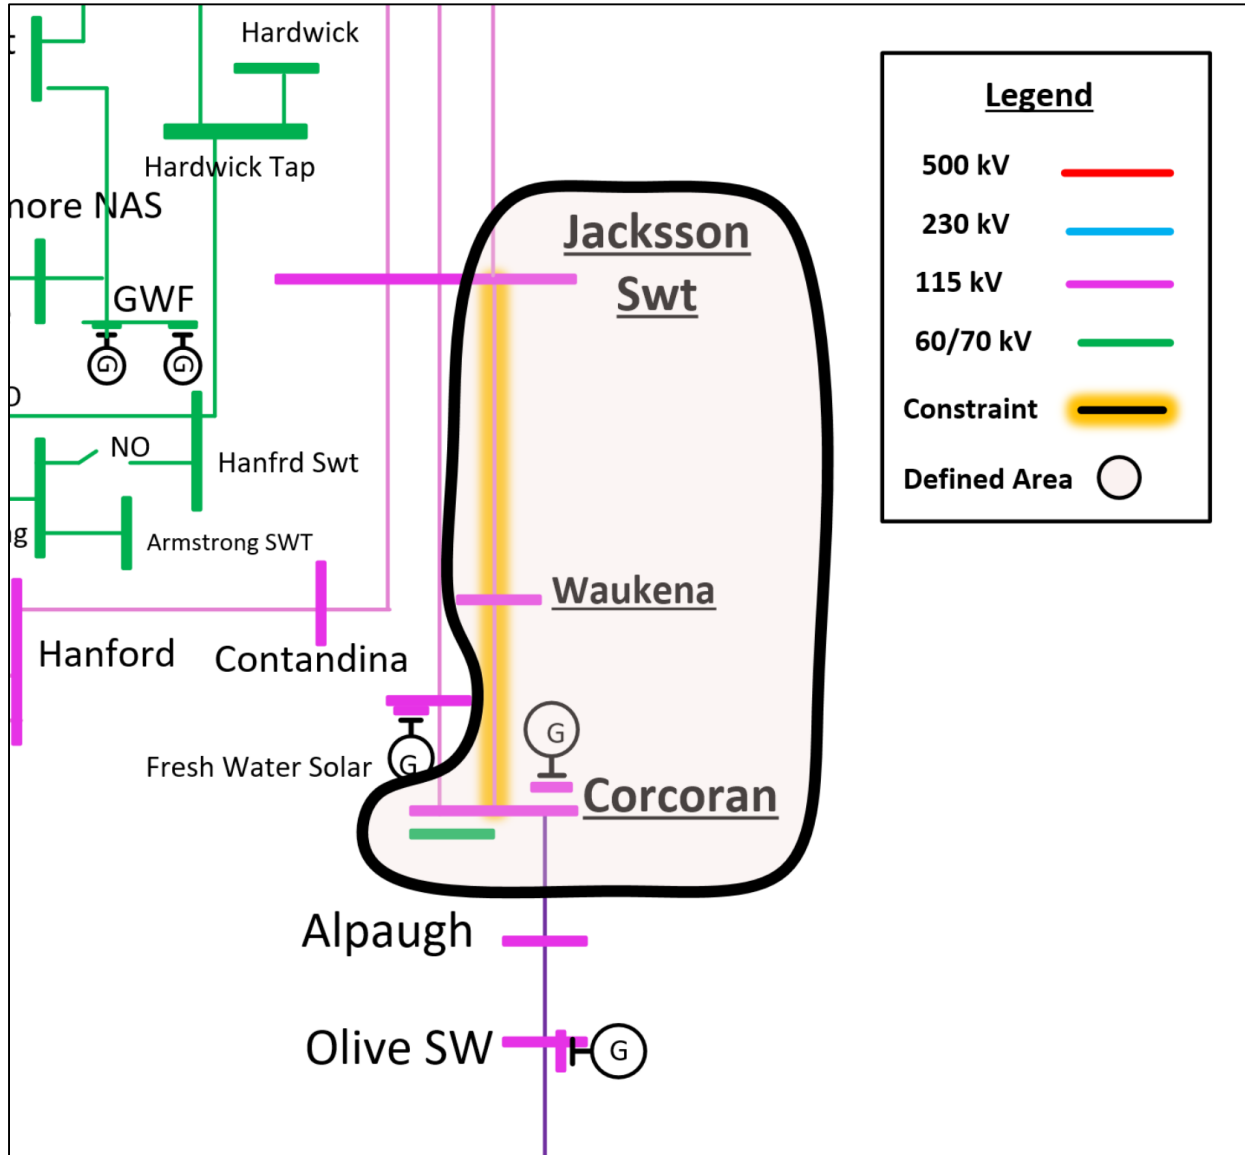 Hardwick
Hardwick Tap
NAS
GWF
G
G
NO
Hanfrd Swt
Armstrong SWT
Hanford
Contandina
Fresh Water Solar
G
Jacksson
Swt
Waukena
G
Corcoran
Alpaugh
Olive SW
G
Legend
500 kV
230 kV
115 kV
60/70 kV
Constraint
Defined Area